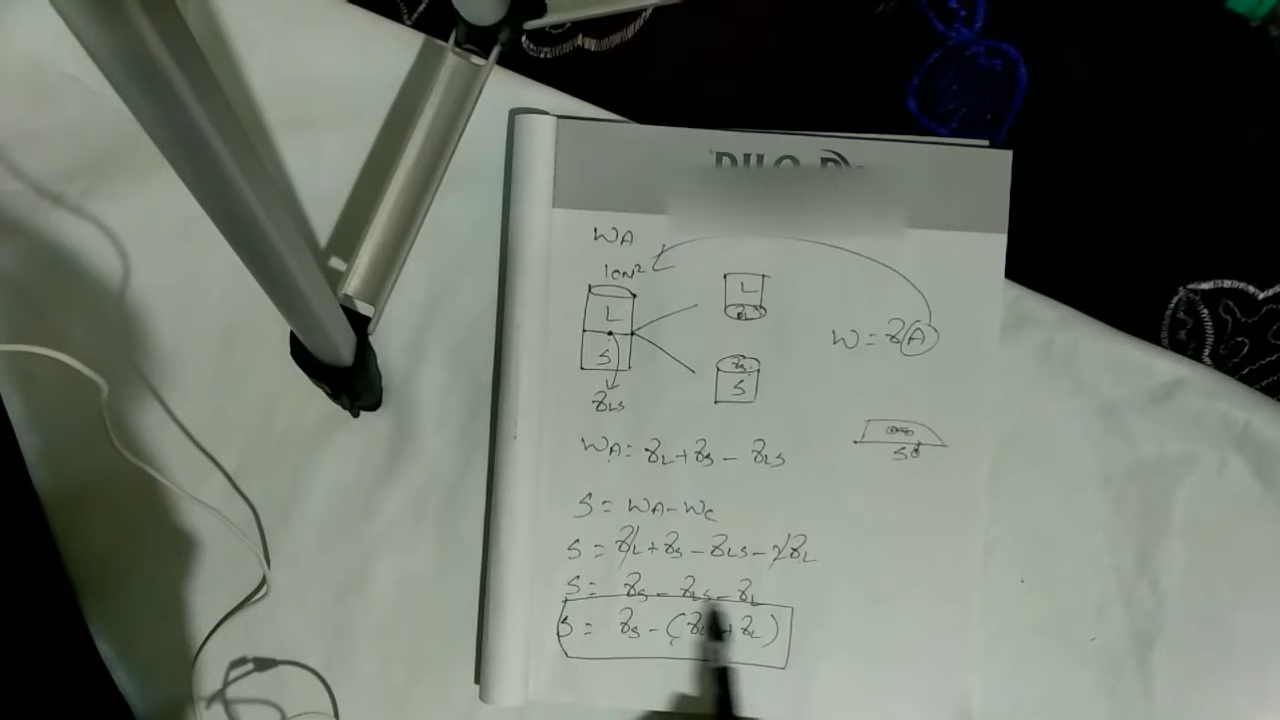 WA
1cm²
L
L
S
S
γLS
W = γA
WA = γL + γS - γLS
S = WA - WC
S = γL + γS - γLS - 2γL
S = γS - γLS - γL
S = γS - (γLS + γL)